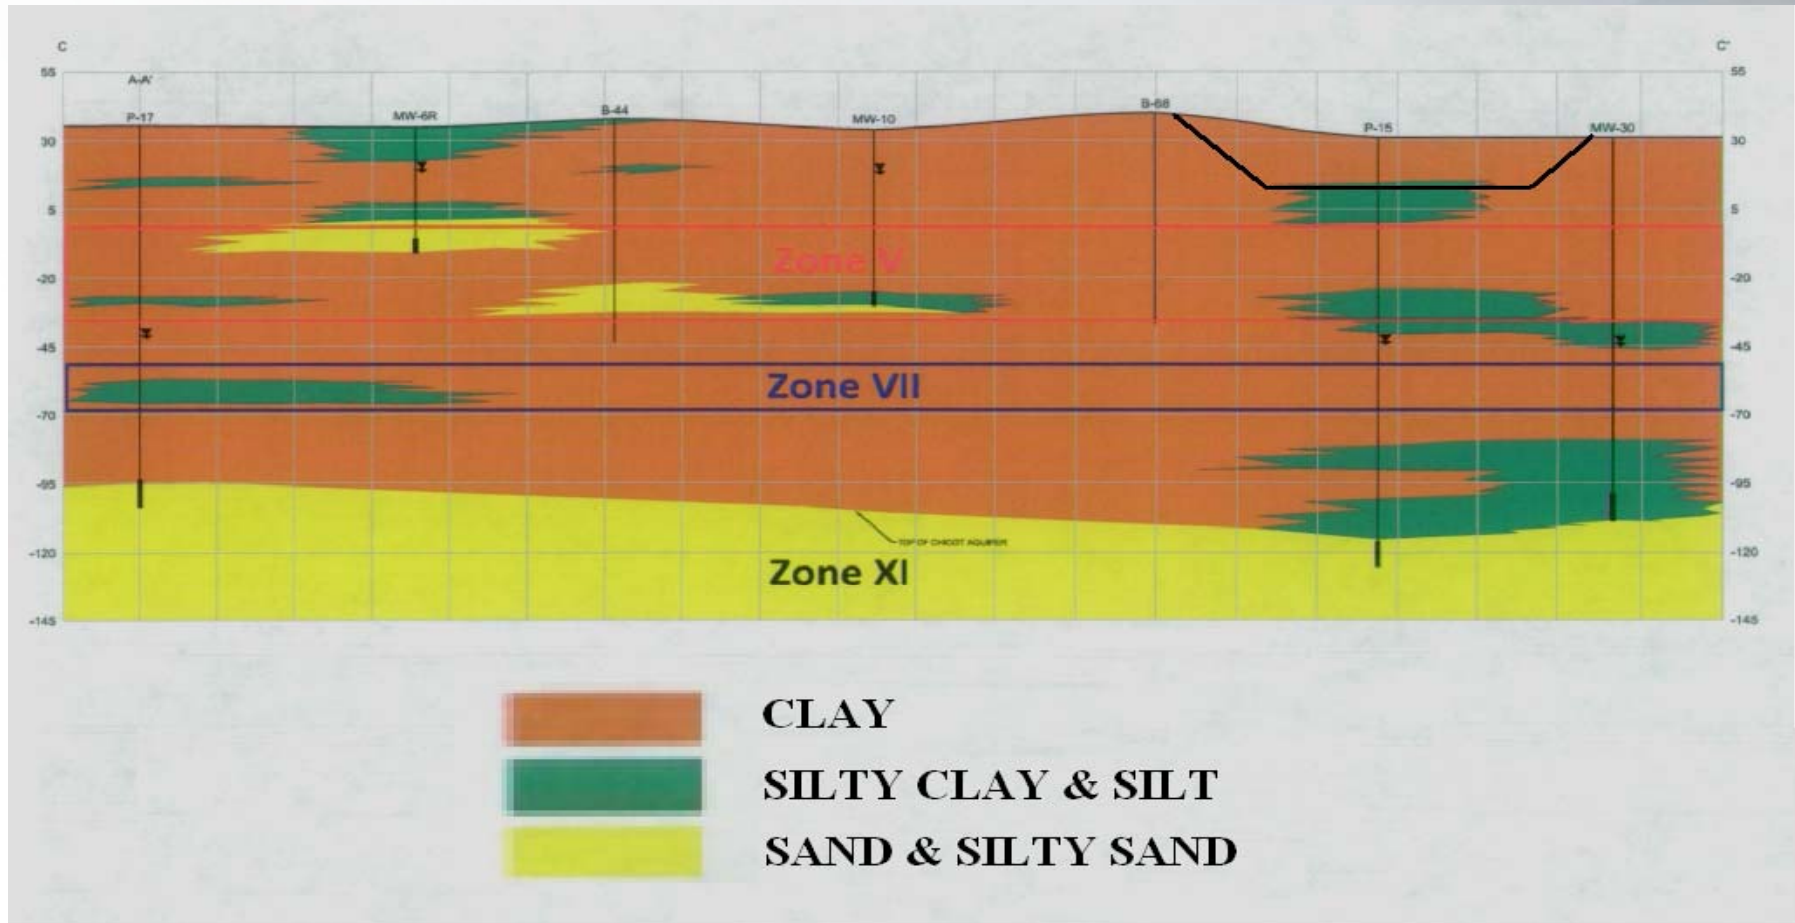 C C'
55 A-A' 55
P-17 MW-6R B-44 MW-10 B-68 P-15 MW-30
30 30
5 5
Zone V
-20 -20
-45 -45
Zone VII
-70 -70
-95 -95
TOP OF CHICOT AQUIFER
-120 -120
Zone XI
-145 -145
CLAY
SILTY CLAY & SILT
SAND & SILTY SAND